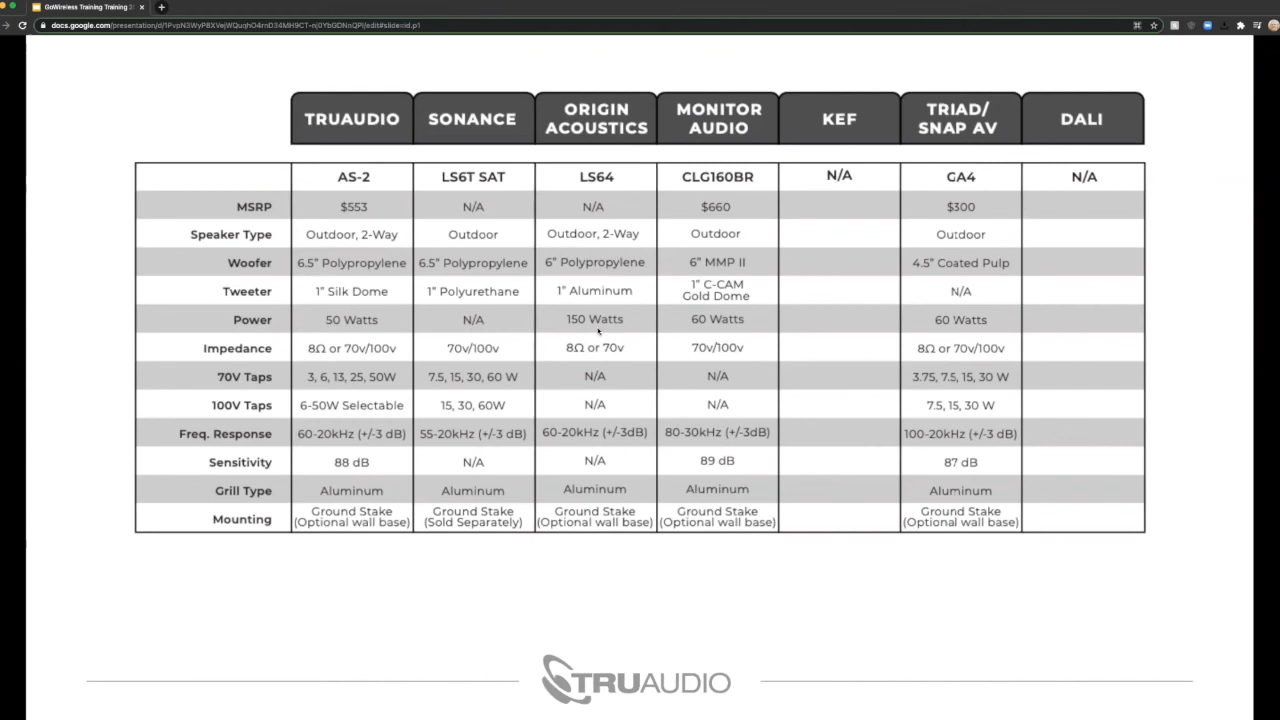 GoWireless Training Training 2
docs.google.com/presentation/d/
TRUAUDIO SONANCE ORIGIN ACOUSTICS MONITOR AUDIO KEF TRIAD/ SNAP AV DALI
AS-2 LS6T SAT LS64 CLG160BR N/A GA4 N/A
MSRP $553 N/A N/A $660 $300
Speaker Type Outdoor, 2-Way Outdoor Outdoor, 2-Way Outdoor Outdoor
Woofer 6.5” Polypropylene 6.5” Polypropylene 6” Polypropylene 6” MMP II 4.5” Coated Pulp
Tweeter 1” Silk Dome 1” Polyurethane 1” Aluminum 1” C-CAM Gold Dome N/A
Power 50 Watts N/A 150 Watts 60 Watts 60 Watts
Impedance 8Ω or 70v/100v 70v/100v 8Ω or 70v 70v/100v 8Ω or 70v/100v
70V Taps 3, 6, 13, 25, 50W 7.5, 15, 30, 60 W N/A N/A 3.75, 7.5, 15, 30 W
100V Taps 6-50W Selectable 15, 30, 60W N/A N/A 7.5, 15, 30 W
Freq. Response 60-20kHz (+/-3 dB) 55-20kHz (+/-3 dB) 60-20kHz (+/-3dB) 80-30kHz (+/-3dB) 100-20kHz (+/-3 dB)
Sensitivity 88 dB N/A N/A 89 dB 87 dB
Grill Type Aluminum Aluminum Aluminum Aluminum Aluminum
Mounting Ground Stake (Optional wall base) Ground Stake (Sold Separately) Ground Stake (Optional wall base) Ground Stake (Optional wall base) Ground Stake (Optional wall base)
TRUAUDIO